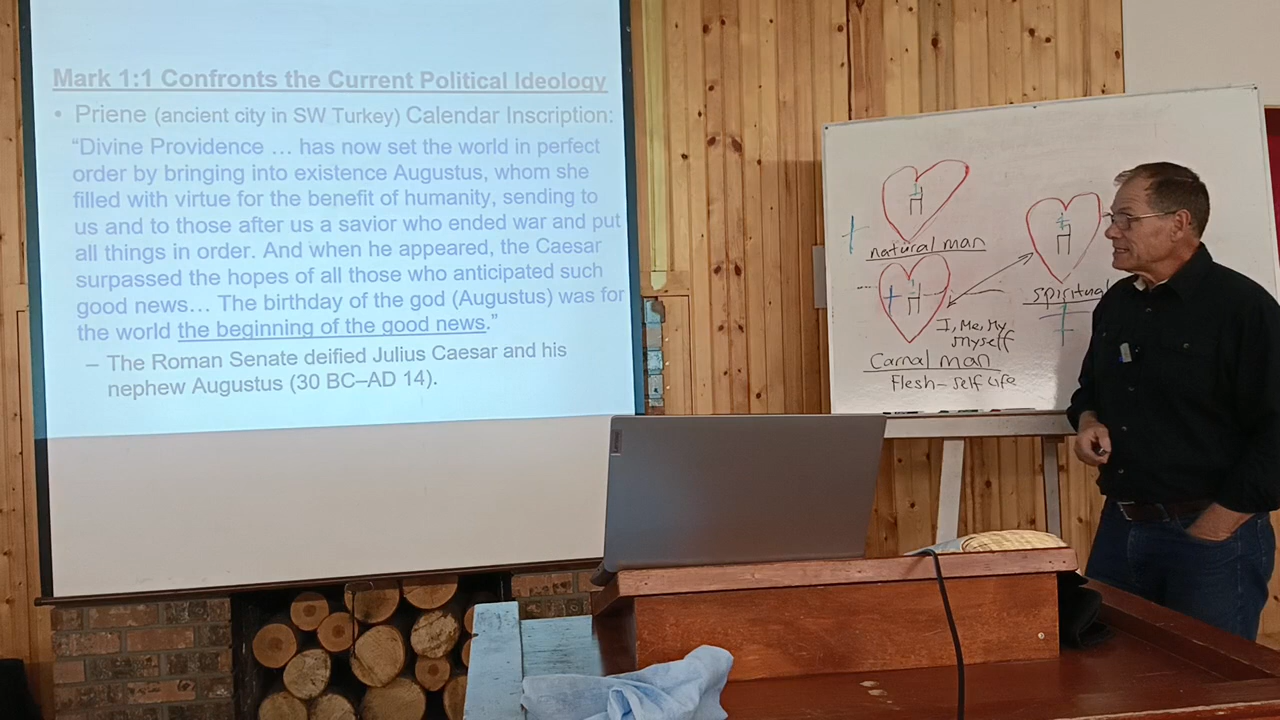 Mark 1:1 Confronts the Current Political Ideology
• Priene (ancient city in SW Turkey) Calendar Inscription:
“Divine Providence … has now set the world in perfect
order by bringing into existence Augustus, whom she
filled with virtue for the benefit of humanity, sending to
us and to those after us a savior who ended war and put
all things in order. And when he appeared, the Caesar
surpassed the hopes of all those who anticipated such
good news… The birthday of the god (Augustus) was for
the world the beginning of the good news.”
– The Roman Senate deified Julius Caesar and his
nephew Augustus (30 BC–AD 14).
natural man
spiritual
I, Me, My
Myself
Carnal man
Flesh - self life